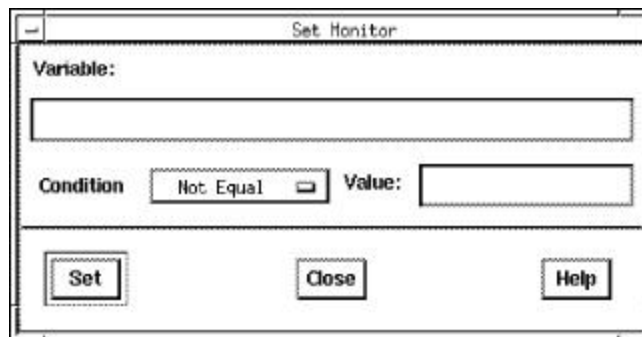 Set Monitor
Variable:
Condition Not Equal Value:
Set Close Help